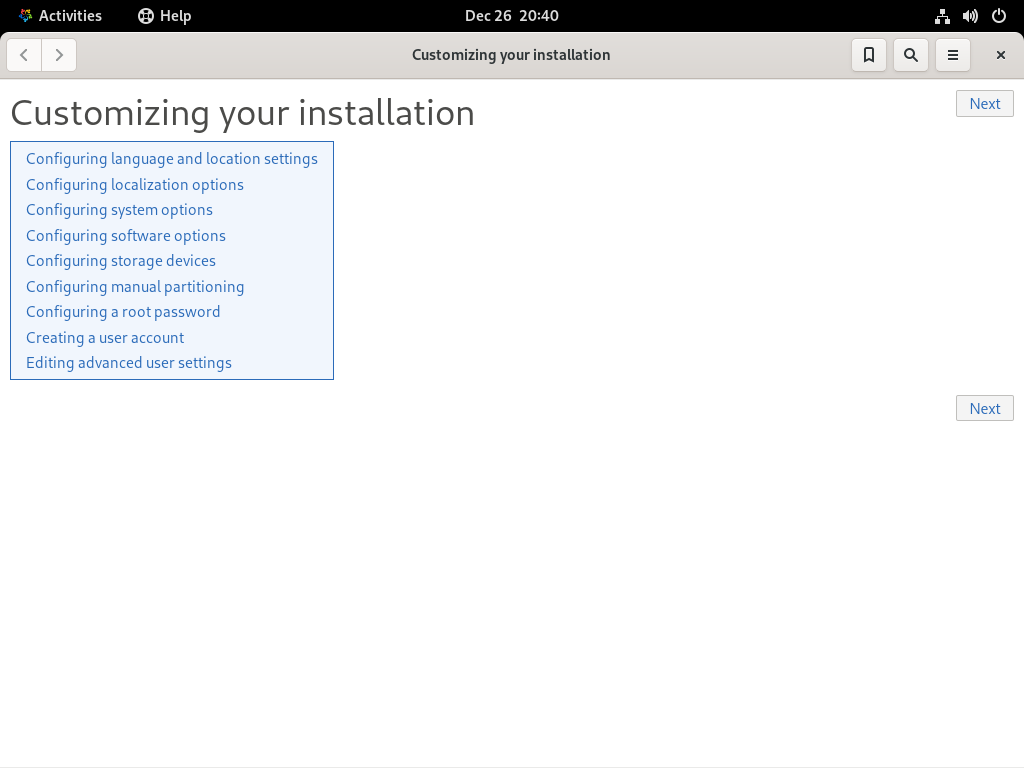 Activities
Help
Dec 26 20:40
Customizing your installation
Customizing your installation
Next
Configuring language and location settings
Configuring localization options
Configuring system options
Configuring software options
Configuring storage devices
Configuring manual partitioning
Configuring a root password
Creating a user account
Editing advanced user settings
Next